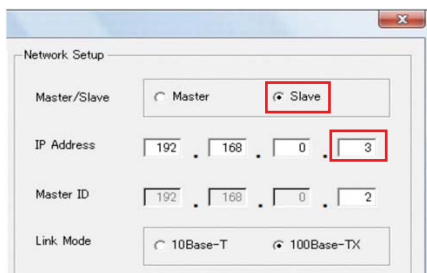 Network Setup
Master/Slave Master Slave
IP Address 192 . 168 . 0 . 3
Master ID 192 . 168 . 0 . 2
Link Mode 10Base-T 100Base-TX